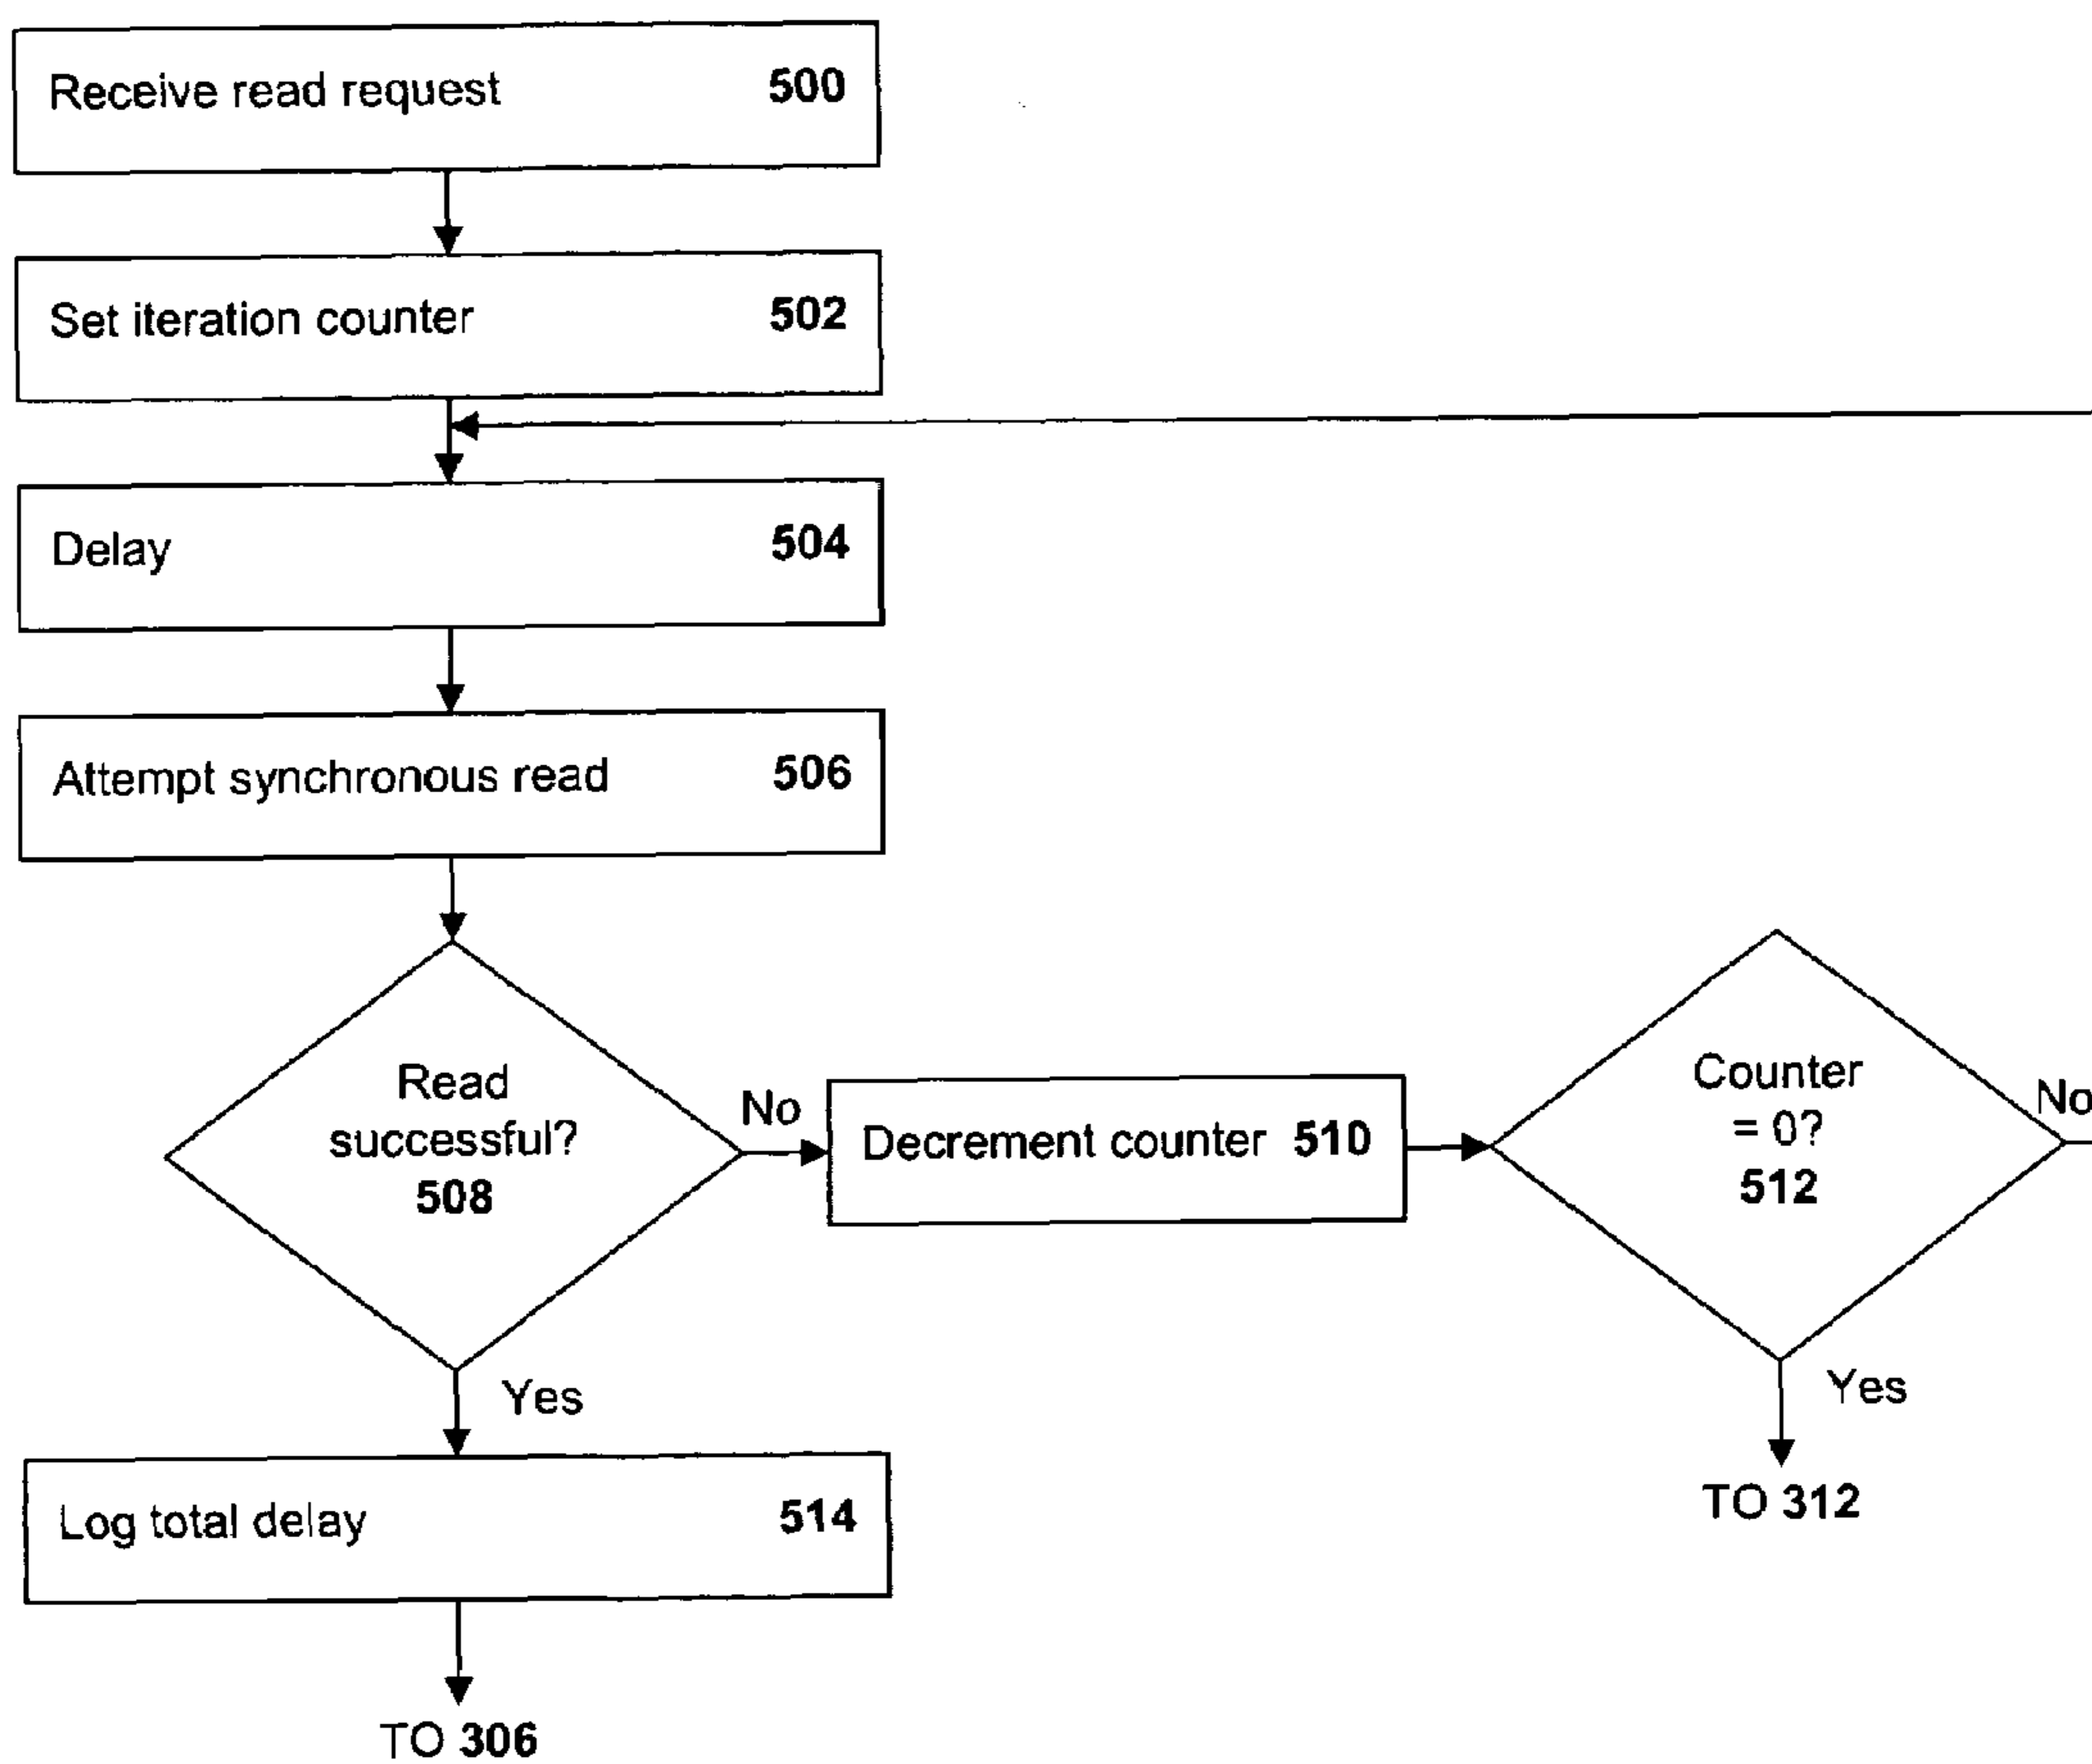 Receive read request 500
Set iteration counter 502
Delay 504
Attempt synchronous read 506
Read
successful?
508
No
Decrement counter 510
Counter
= 0?
512
No
Yes
Yes
TO 312
Log total delay 514
TO 306